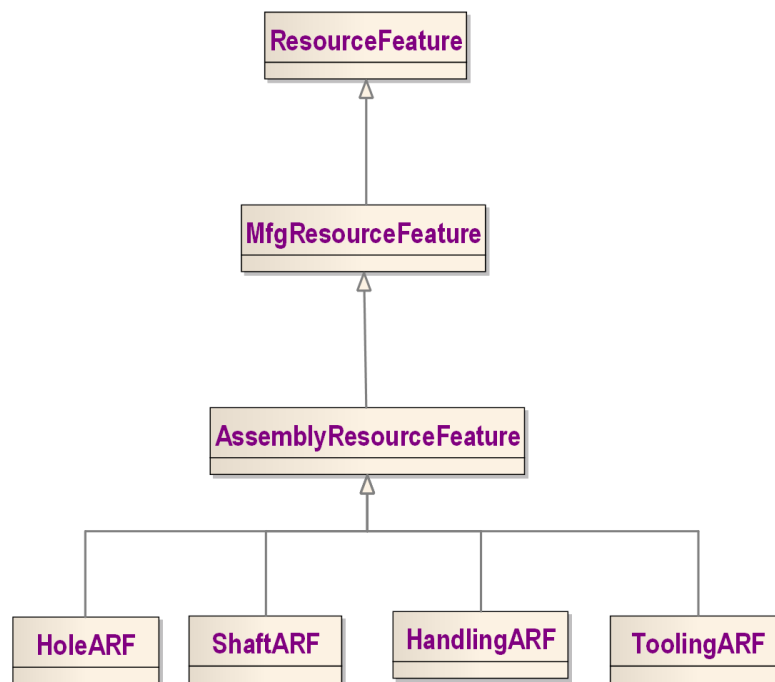 ResourceFeature
MfgResourceFeature
AssemblyResourceFeature
HoleARF
ShaftARF
HandlingARF
ToolingARF